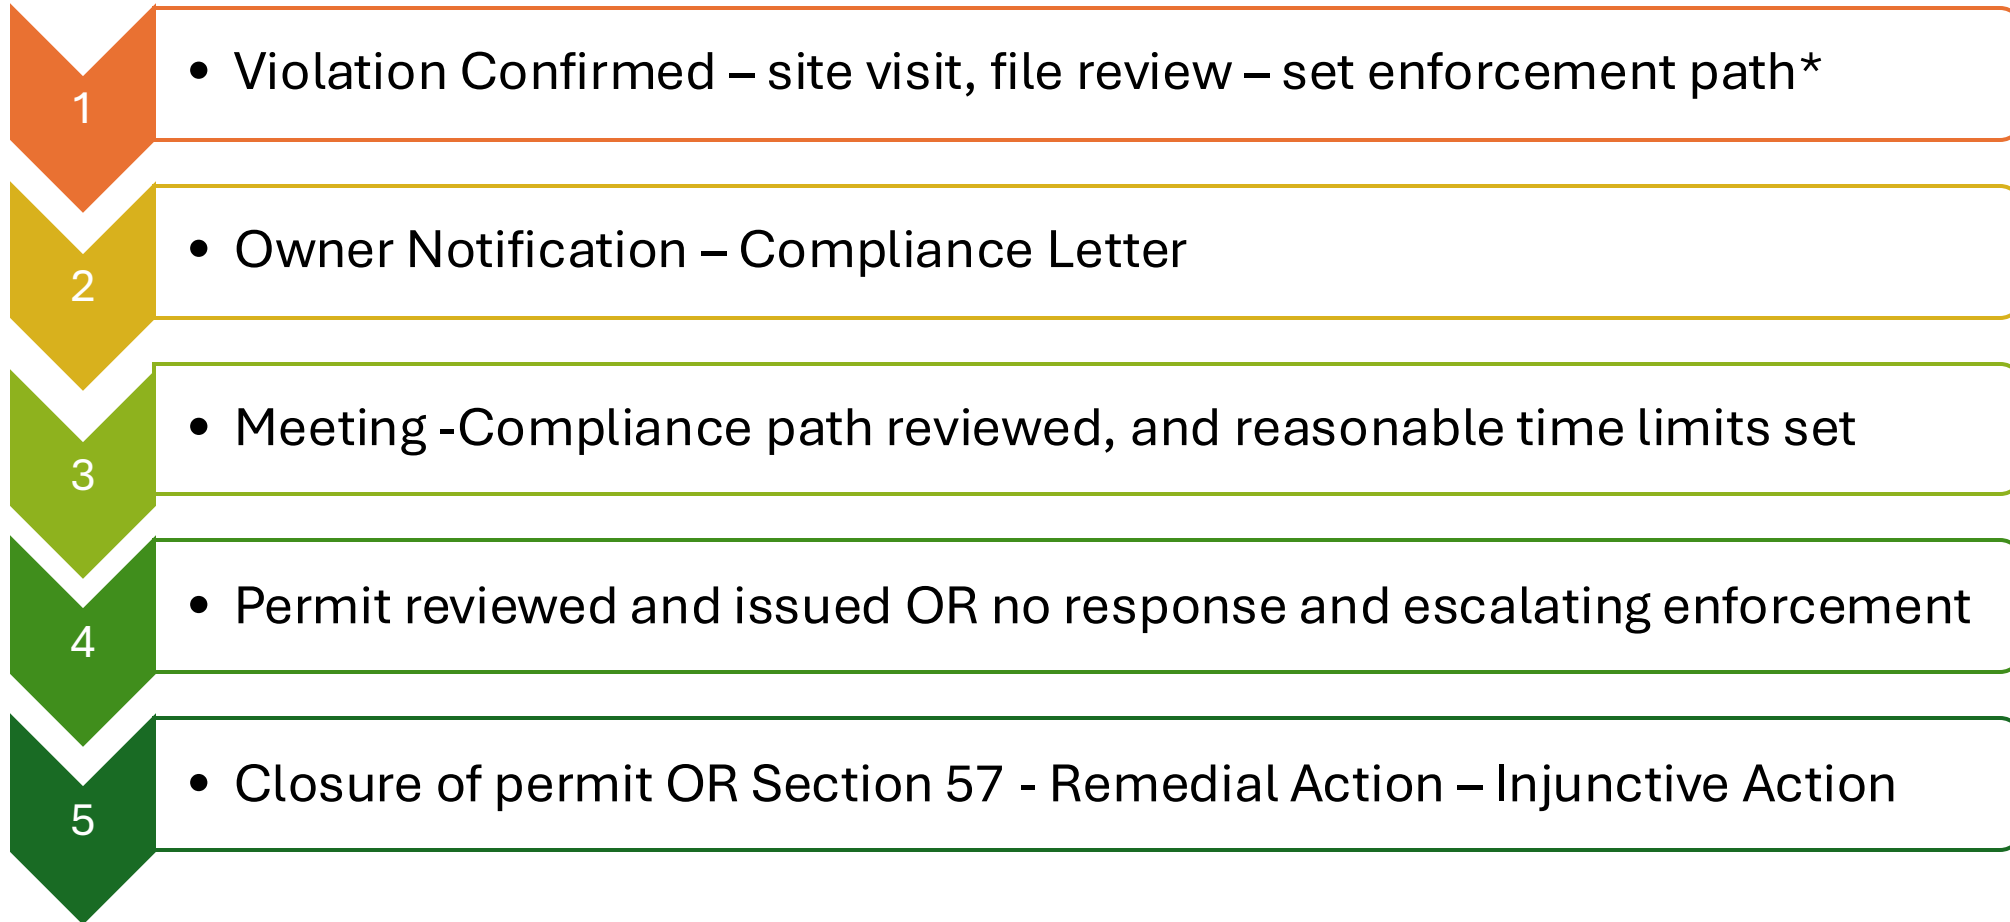 1
• Violation Confirmed – site visit, file review – set enforcement path*
2
• Owner Notification – Compliance Letter
3
• Meeting -Compliance path reviewed, and reasonable time limits set
4
• Permit reviewed and issued OR no response and escalating enforcement
5
• Closure of permit OR Section 57 - Remedial Action – Injunctive Action